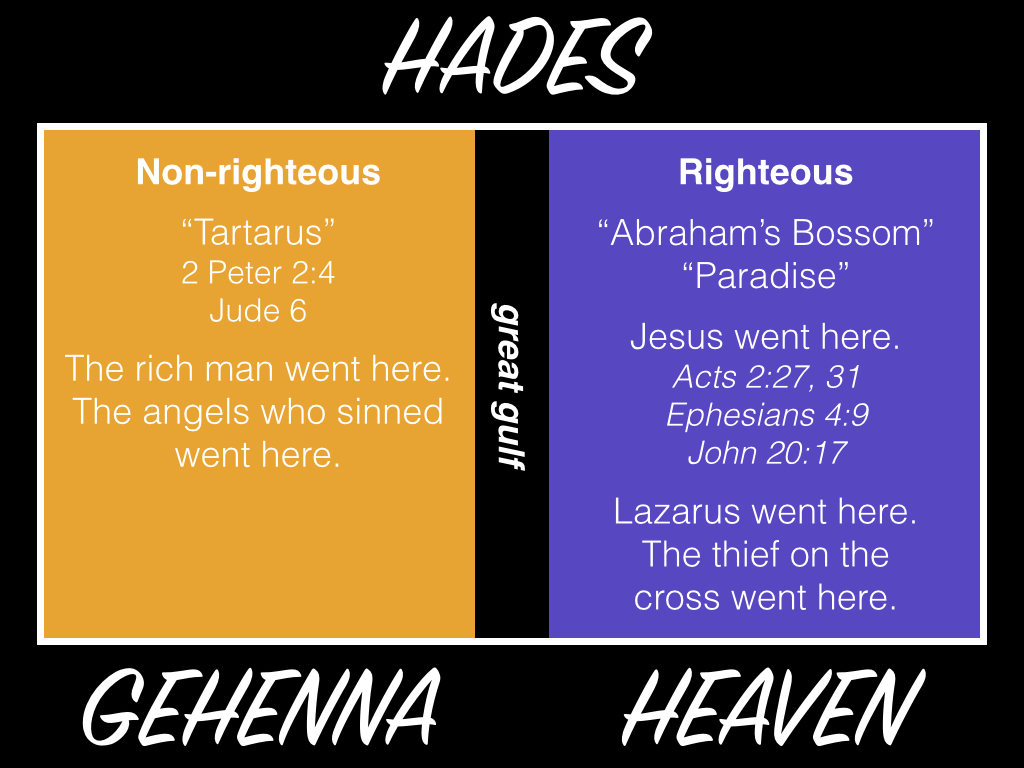 HADES
Non-righteous
“Tartarus”
2 Peter 2:4
Jude 6
The rich man went here.
The angels who sinned
went here.
great gulf
Righteous
“Abraham’s Bossom”
“Paradise”
Jesus went here.
Acts 2:27, 31
Ephesians 4:9
John 20:17
Lazarus went here.
The thief on the
cross went here.
GEHENNA
HEAVEN